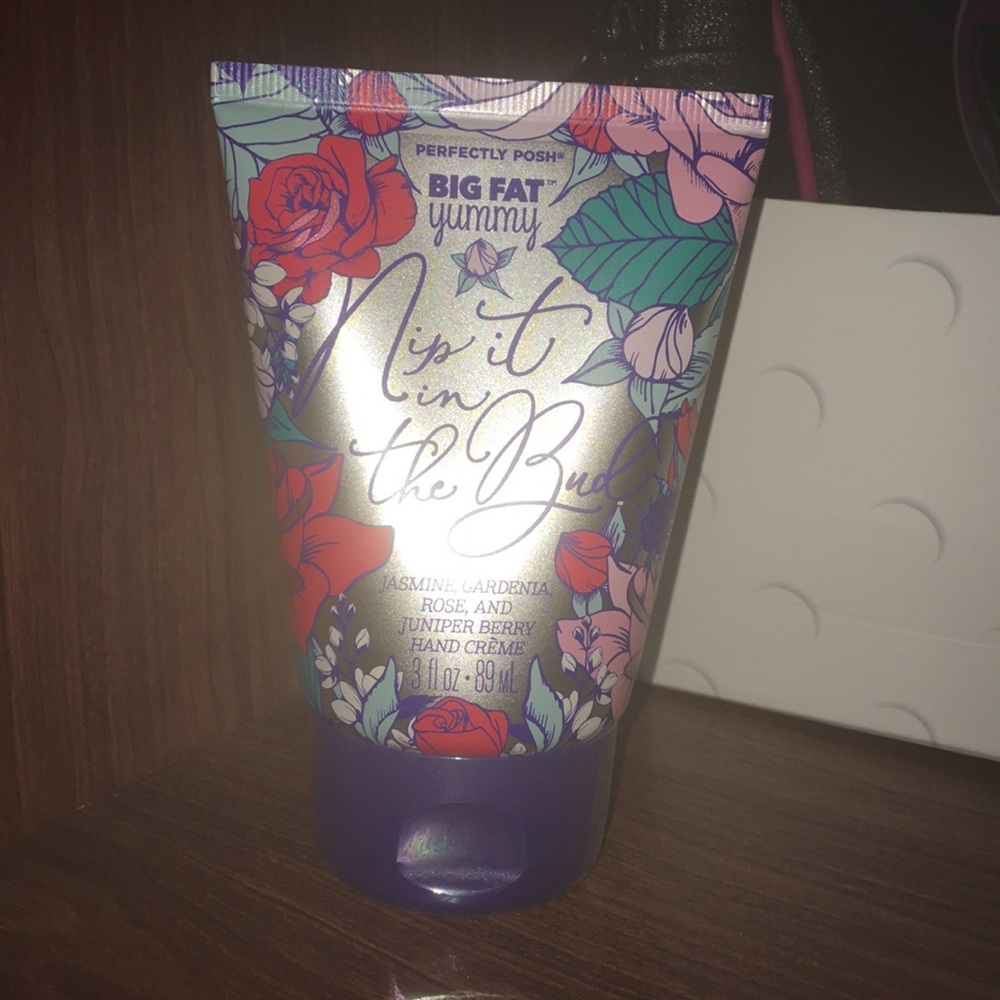 PERFECTLY POSH®
BIG FAT™
yummy
Nip it
in
the Bud
JASMINE, GARDENIA,
ROSE, AND
JUNIPER BERRY
HAND CRÈME
3 fl oz • 89 mL